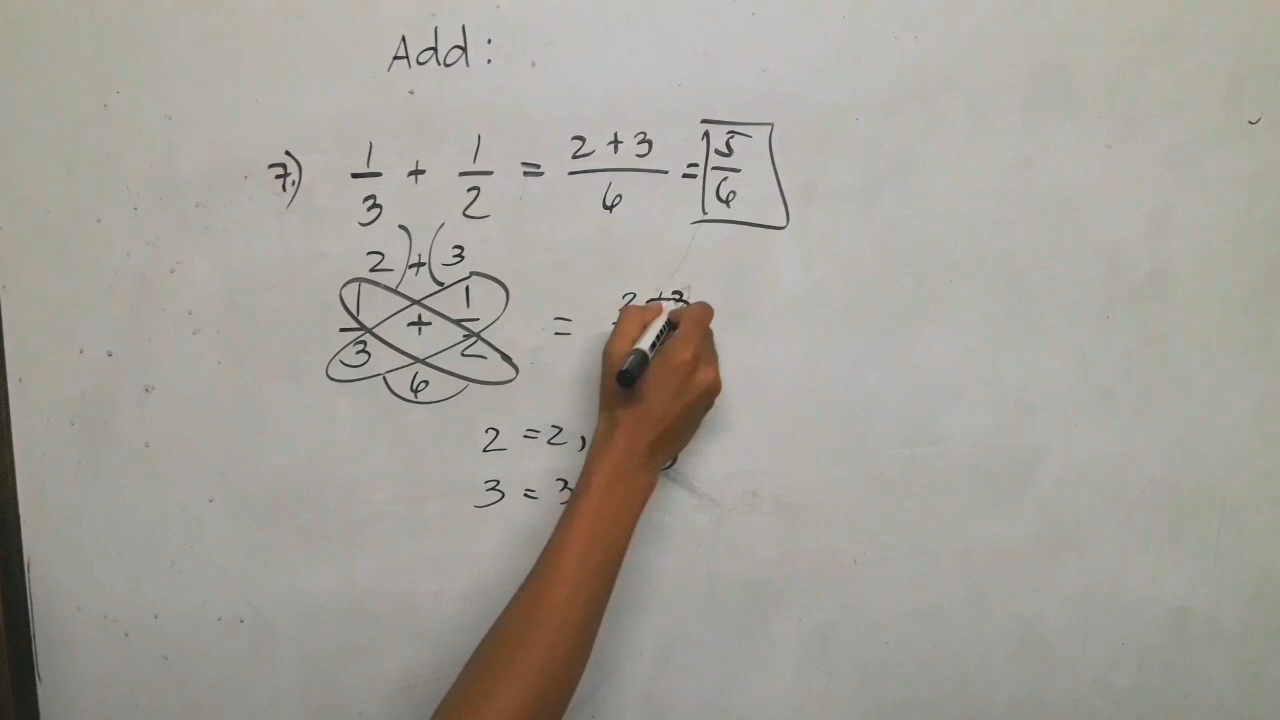 Add:
7.) 1/3 + 1/2 = 2+3/6 = 5/6
2) + (3
1/3 + 1/2 = 2+3
6
2 = 2,
3 = 3